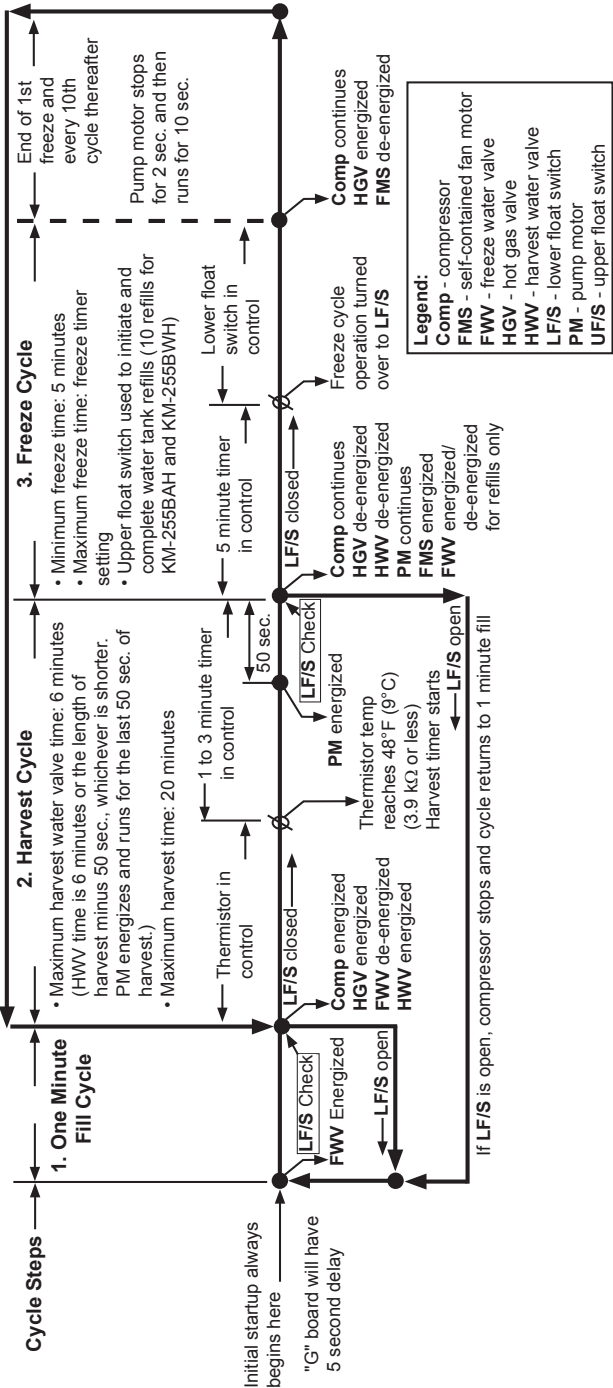 Cycle Steps
1. One Minute
Fill Cycle
2. Harvest Cycle
• Maximum harvest water valve time: 6 minutes
(HWV time is 6 minutes or the length of
harvest minus 50 sec., whichever is shorter.
PM energizes and runs for the last 50 sec. of
harvest.)
• Maximum harvest time: 20 minutes
3. Freeze Cycle
• Minimum freeze time: 5 minutes
• Maximum freeze time: freeze timer
setting
• Upper float switch used to initiate and
complete water tank refills (10 refills for
KM-255BAH and KM-255BWH)
End of 1st
freeze and
every 10th
cycle thereafter
Pump motor stops
for 2 sec. and then
runs for 10 sec.
Thermistor in
control
1 to 3 minute timer
in control
50 sec.
5 minute timer
in control
Lower float
switch in
control
Initial startup always
begins here
"G" board will have
5 second delay
LF/S Check
FWV Energized
LF/S open
LF/S closed
Comp energized
HGV energized
FWV de-energized
HWV energized
Thermistor temp
reaches 48°F (9°C)
(3.9 kΩ or less)
Harvest timer starts
PM energized
LF/S Check
LF/S open
LF/S closed
Comp continues
HGV de-energized
HWV de-energized
PM continues
FMS energized
FWV energized/
de-energized
for refills only
Freeze cycle
operation turned
over to LF/S
Comp continues
HGV energized
FMS de-energized
If LF/S is open, compressor stops and cycle returns to 1 minute fill
Legend:
Comp - compressor
FMS - self-contained fan motor
FWV - freeze water valve
HGV - hot gas valve
HWV - harvest water valve
LF/S - lower float switch
PM - pump motor
UF/S - upper float switch